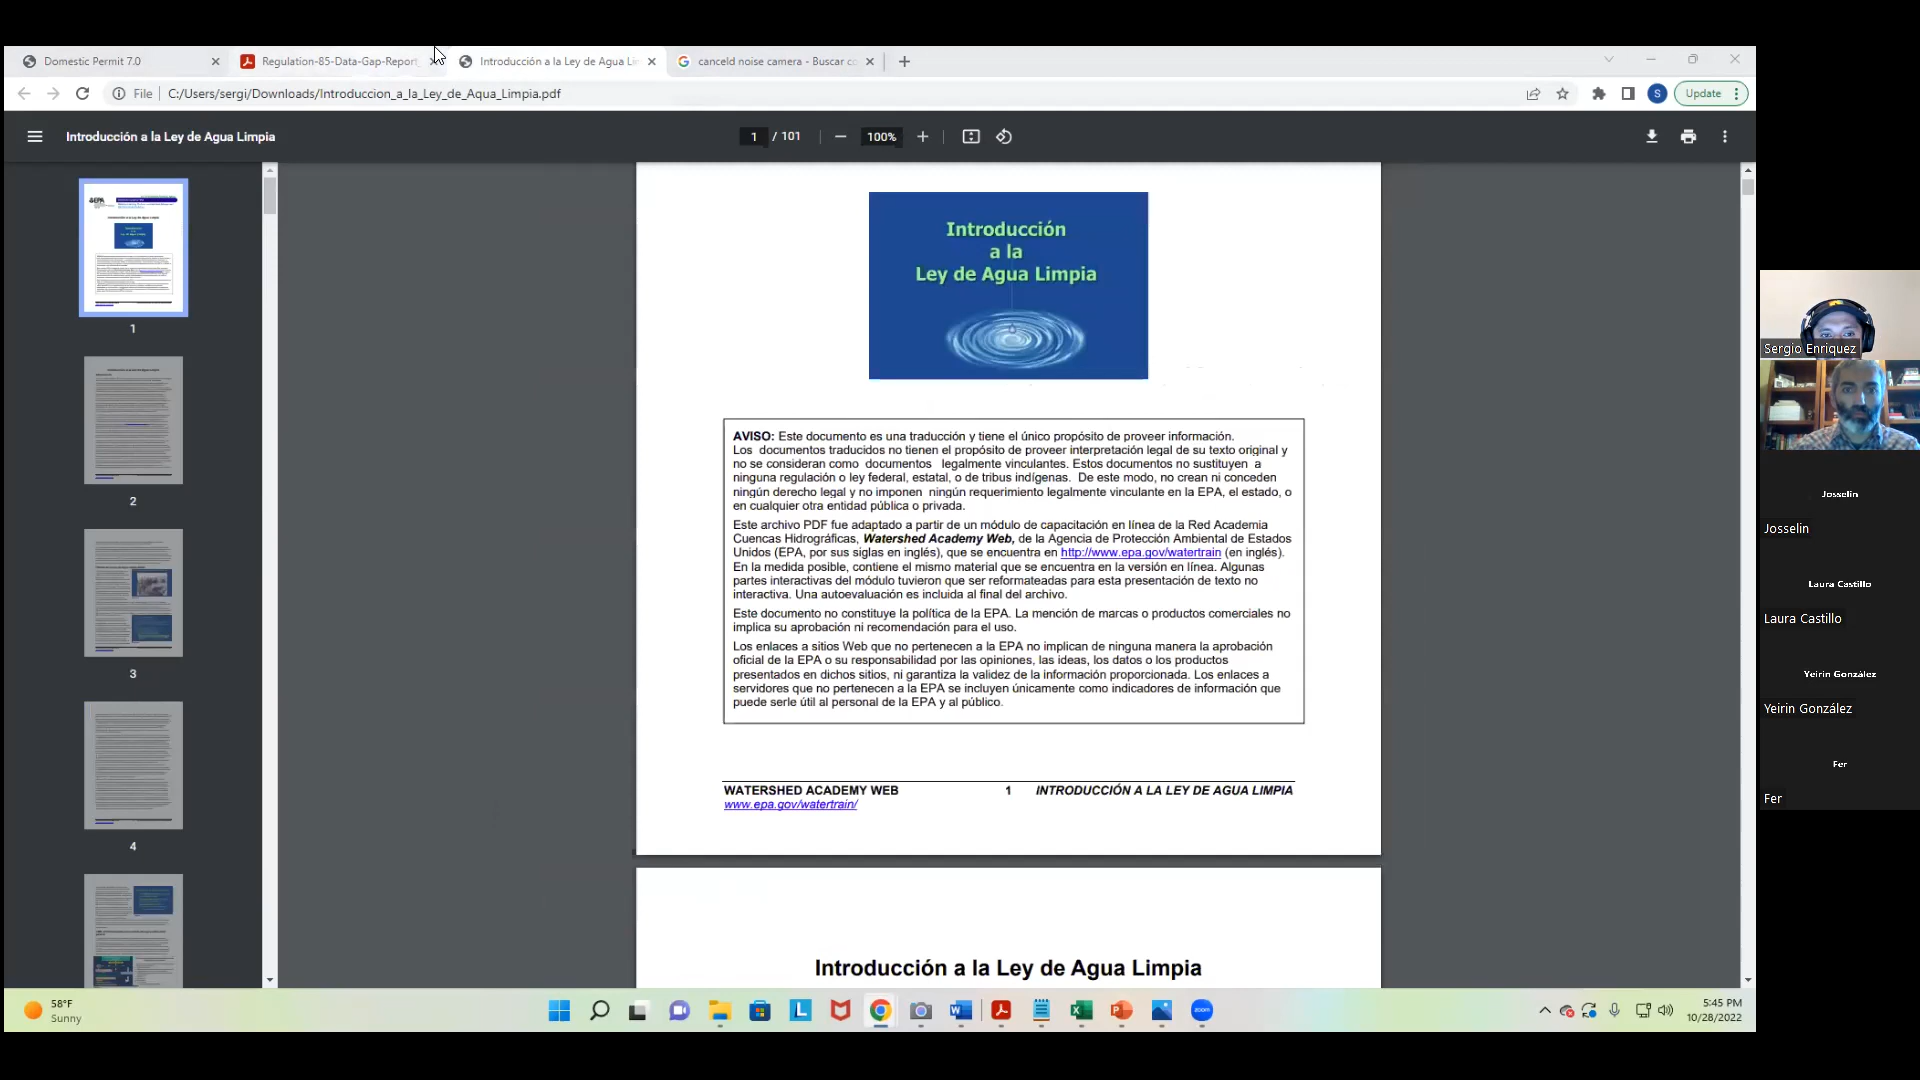 Domestic Permit 7.0
Regulation-85-Data-Gap-Report
Introducción a la Ley de Agua Lim
canceld noise camera - Buscar co
File
C:/Users/sergi/Downloads/Introduccion_a_la_Ley_de_Aqua_Limpia.pdf
S
Update
Introducción a la Ley de Agua Limpia
1 / 101
100%
EPA
1
2
3
4
Introducción
a la
Ley de Agua Limpia
AVISO: Este documento es una traducción y tiene el único propósito de proveer información.
Los documentos traducidos no tienen el propósito de proveer interpretación legal de su texto original y
no se consideran como documentos legalmente vinculantes. Estos documentos no sustituyen a
ninguna regulación o ley federal, estatal, o de tribus indígenas. De este modo, no crean ni conceden
ningún derecho legal y no imponen ningún requerimiento legalmente vinculante en la EPA, el estado, o
en cualquier otra entidad pública o privada.
Este archivo PDF fue adaptado a partir de un módulo de capacitación en línea de la Red Academia
Cuencas Hidrográficas, Watershed Academy Web, de la Agencia de Protección Ambiental de Estados
Unidos (EPA, por sus siglas en inglés), que se encuentra en http://www.epa.gov/watertrain (en inglés).
En la medida posible, contiene el mismo material que se encuentra en la versión en línea. Algunas
partes interactivas del módulo tuvieron que ser reformateadas para esta presentación de texto no
interactiva. Una autoevaluación es incluida al final del archivo.
Este documento no constituye la política de la EPA. La mención de marcas o productos comerciales no
implica su aprobación ni recomendación para el uso.
Los enlaces a sitios Web que no pertenecen a la EPA no implican de ninguna manera la aprobación
oficial de la EPA o su responsabilidad por las opiniones, las ideas, los datos o los productos
presentados en dichos sitios, ni garantiza la validez de la información proporcionada. Los enlaces a
servidores que no pertenecen a la EPA se incluyen únicamente como indicadores de información que
puede serle útil al personal de la EPA y al público.
WATERSHED ACADEMY WEB 1 INTRODUCCIÓN A LA LEY DE AGUA LIMPIA
www.epa.gov/watertrain/
Introducción a la Ley de Agua Limpia
Sergio Enriquez
Josselin
Josselin
Laura Castillo
Laura Castillo
Yeirin González
Yeirin González
Fer
Fer
58°F
Sunny
zoom
5:45 PM
10/28/2022